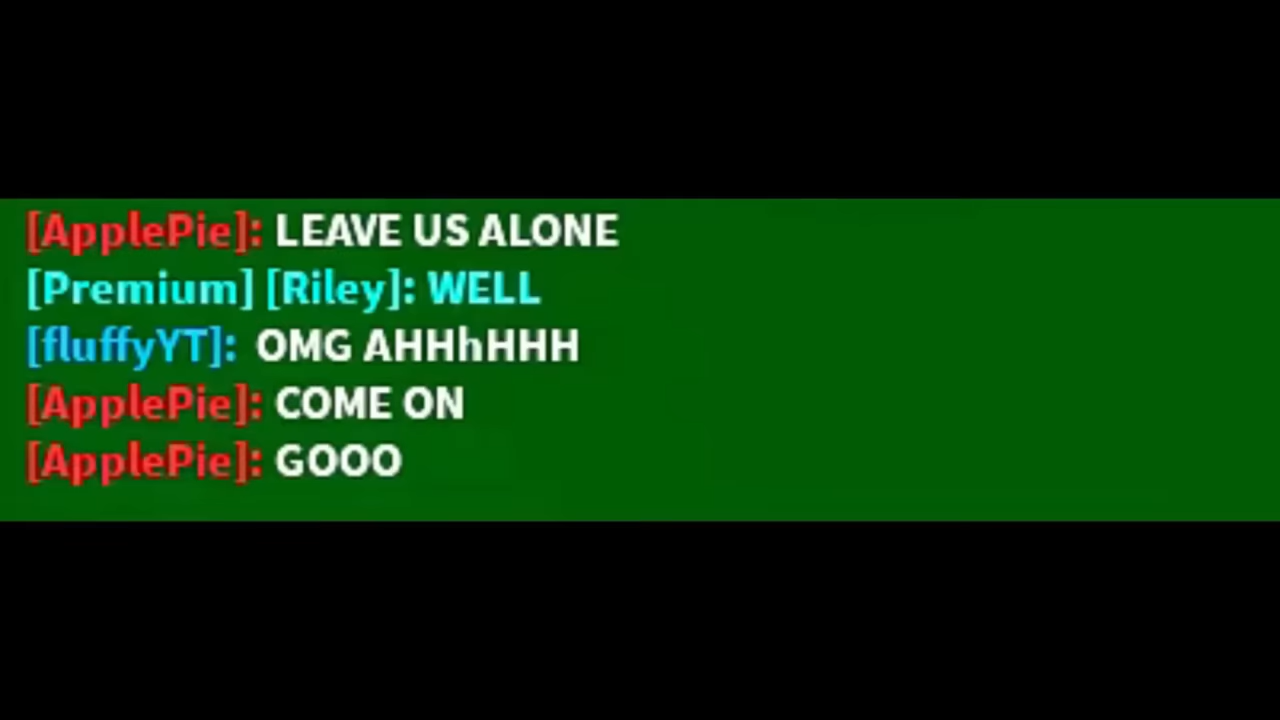 [ApplePie]: LEAVE US ALONE
[Premium] [Riley]: WELL
[fluffyYT]: OMG AHHhHHH
[ApplePie]: COME ON
[ApplePie]: GOOO